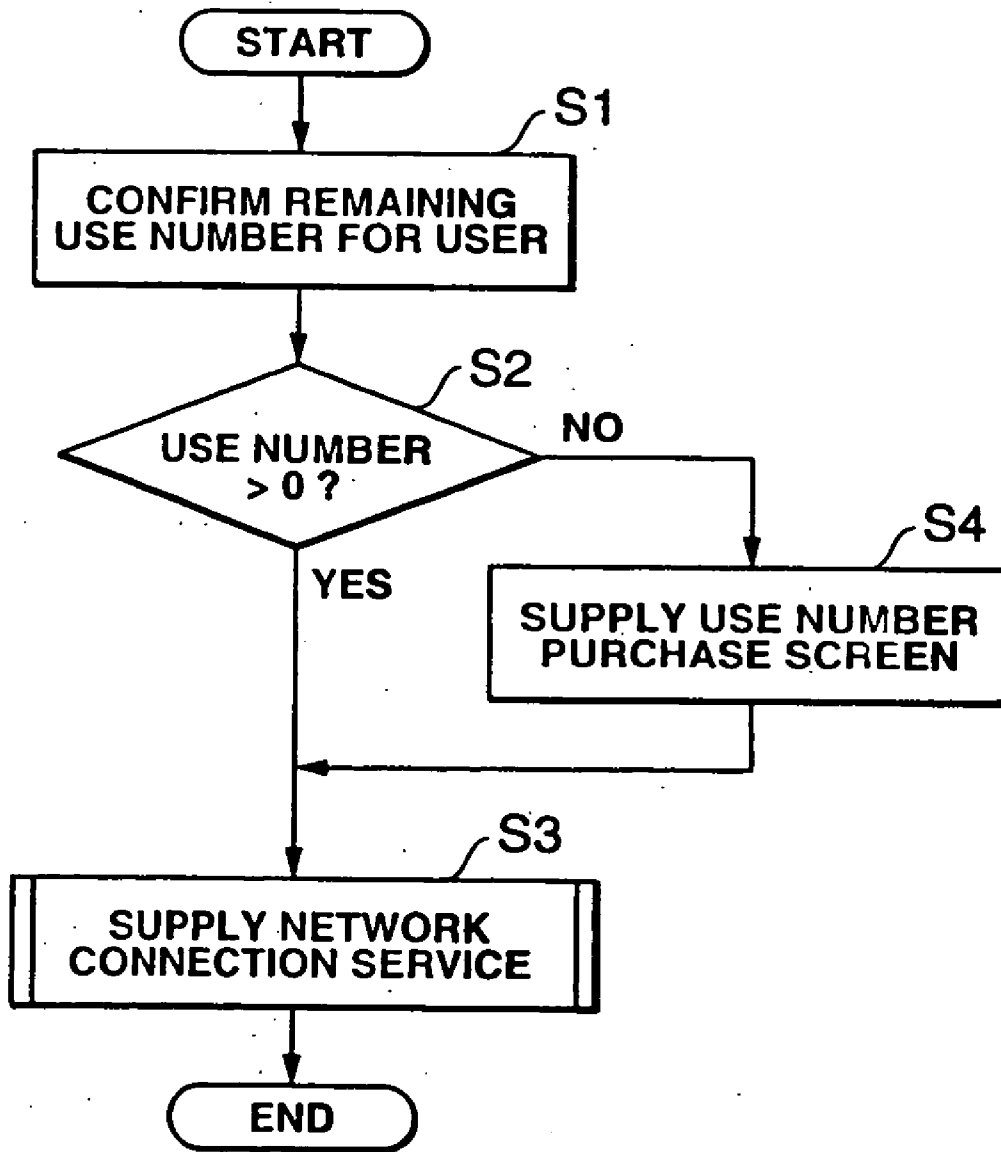 START
S1
CONFIRM REMAINING
USE NUMBER FOR USER
S2
USE NUMBER
> 0 ?
NO
YES
S4
SUPPLY USE NUMBER
PURCHASE SCREEN
S3
SUPPLY NETWORK
CONNECTION SERVICE
END